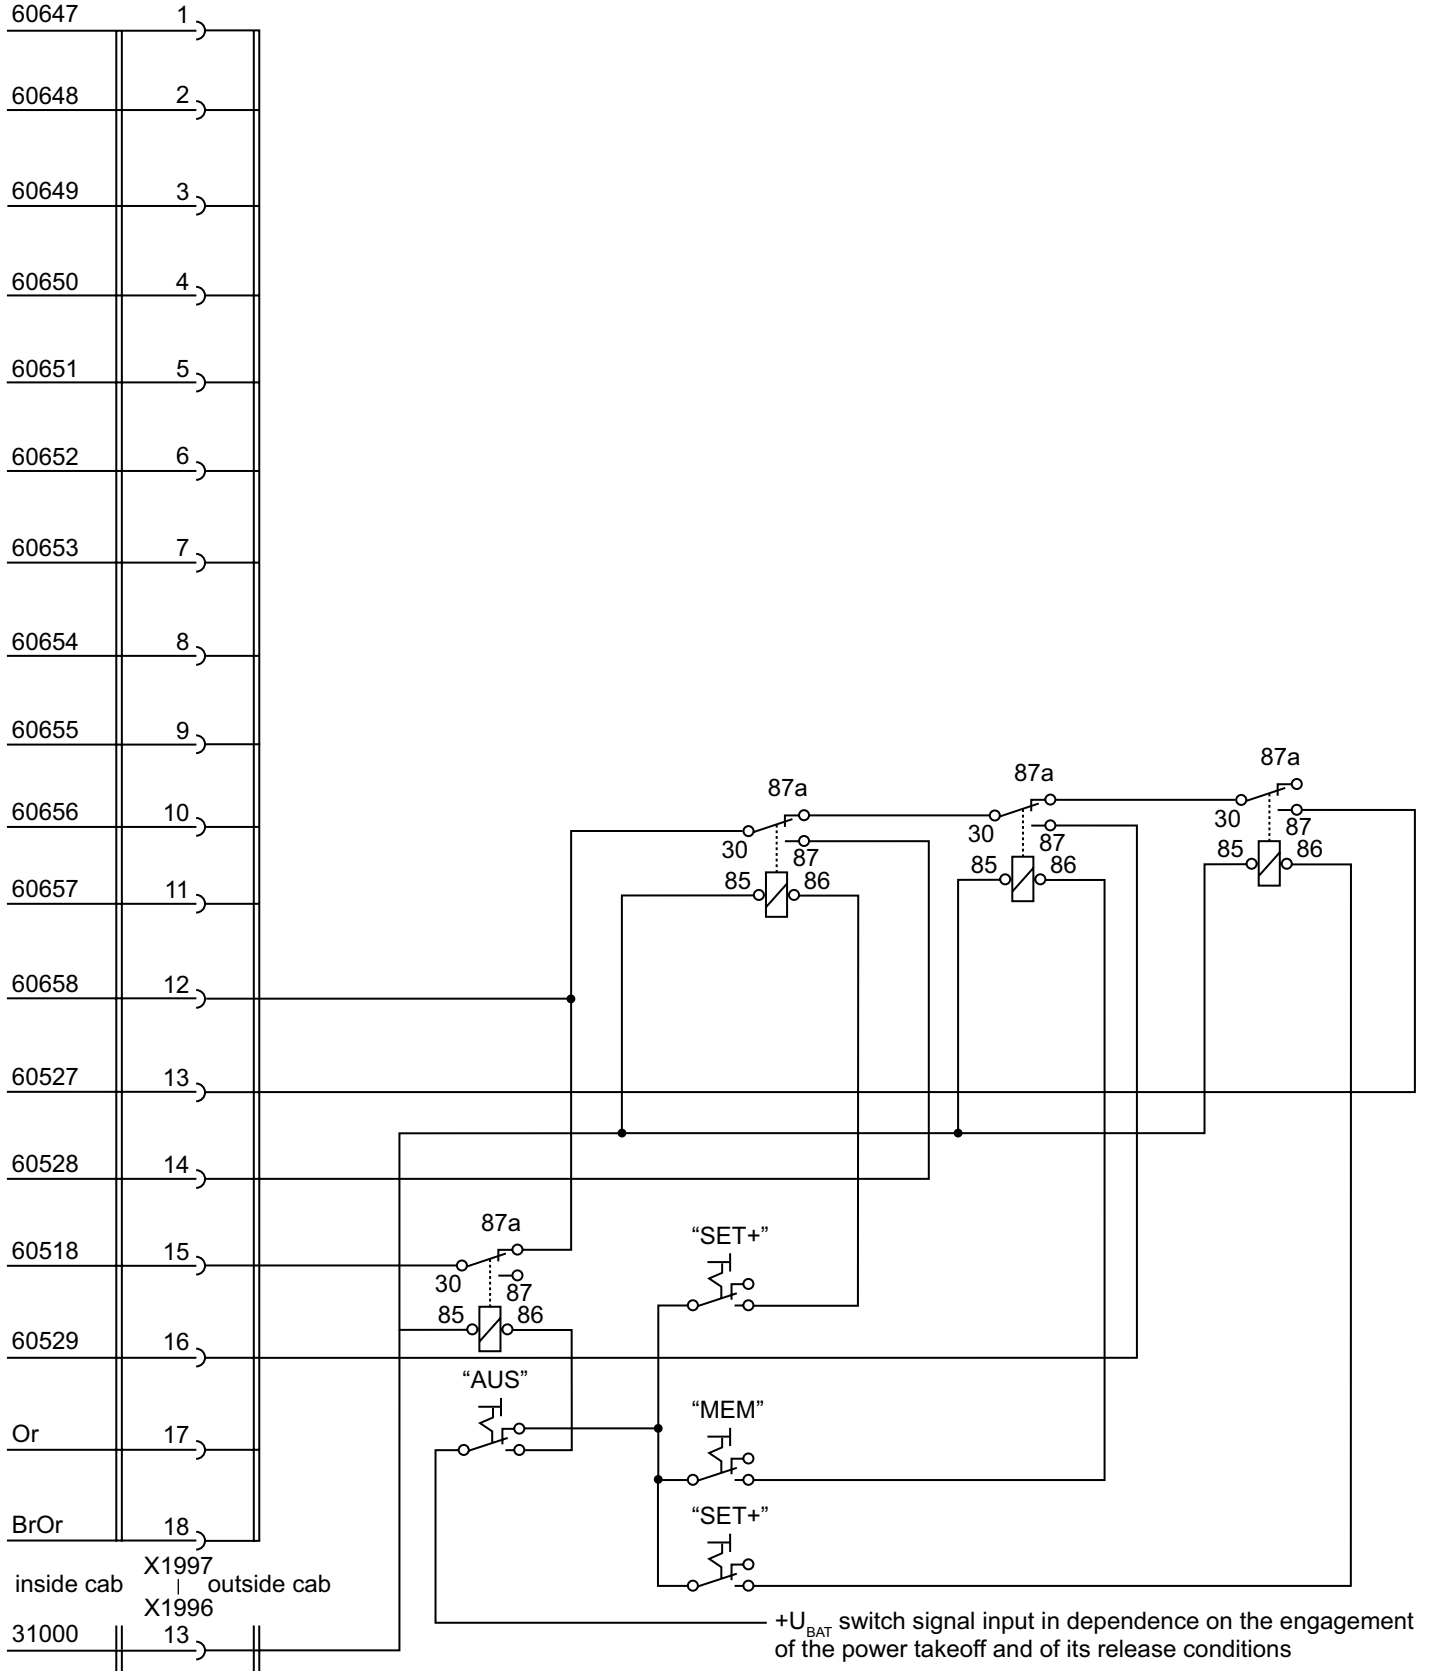 60647 1
60648 2
60649 3
60650 4
60651 5
60652 6
60653 7
60654 8
60655 9
87a
87a
87a
60656 10
30 87
30 87
30 87
85 86
85 86
85 86
60657 11
60658 12
60527 13
60528 14
87a
“SET+”
60518 15
30 87
85 86
60529 16
“AUS”
“MEM”
Or 17
“SET+”
BrOr 18
X1997
inside cab | outside cab
X1996
31000 13
+UBAT switch signal input in dependence on the engagement
of the power takeoff and of its release conditions